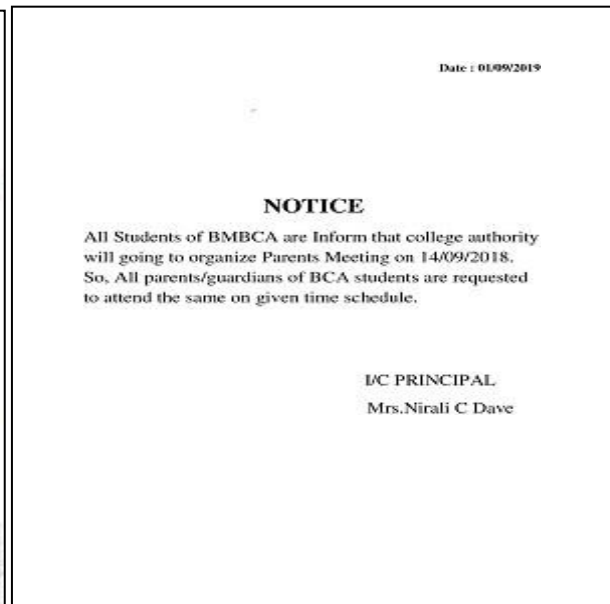 Date : 01/09/2019
NOTICE
All Students of BMBCA are Inform that college authority
will going to organize Parents Meeting on 14/09/2018.
So, All parents/guardians of BCA students are requested
to attend the same on given time schedule.
I/C PRINCIPAL
Mrs.Nirali C Dave